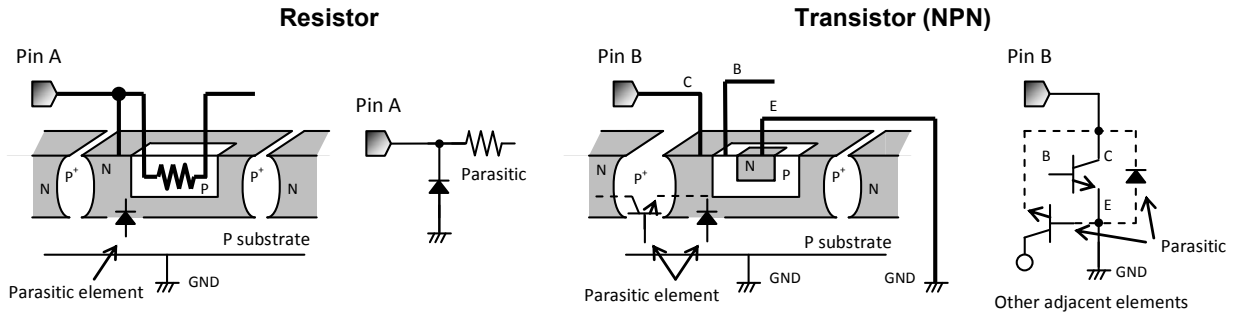 Resistor
Transistor (NPN)
Pin A
Pin A
N
P+
N
P
P+
N
Parasitic
P substrate
GND
Parasitic element
Pin B
C
B
E
N
P+
N
P
P+
N
P substrate
GND
GND
Parasitic element
Pin B
B
C
E
Parasitic
GND
Other adjacent elements